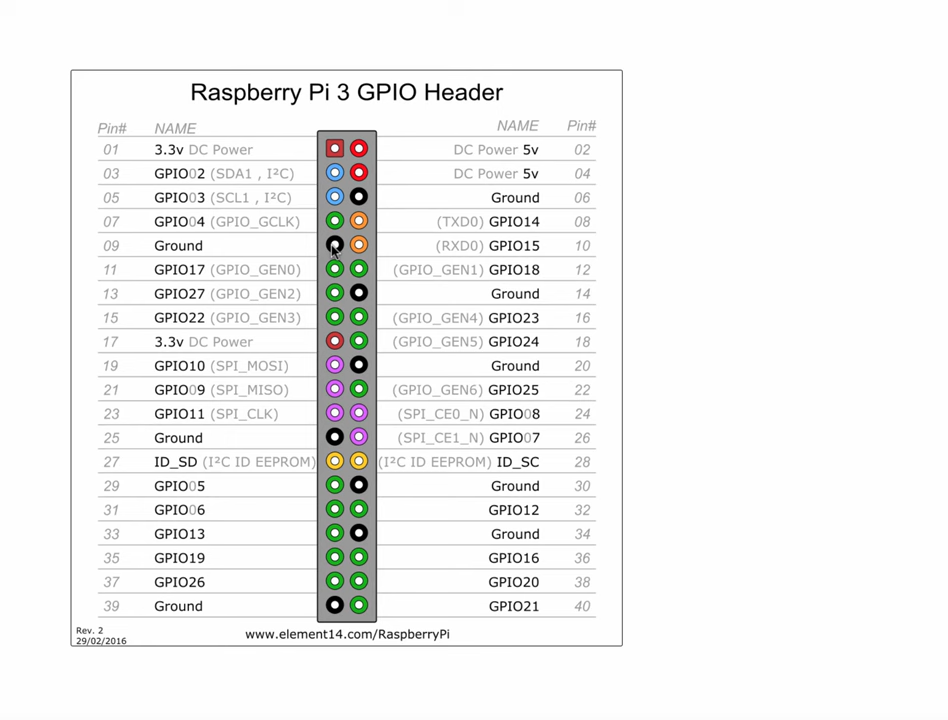 Raspberry Pi 3 GPIO Header
Pin# NAME NAME Pin#
01 3.3v DC Power DC Power 5v 02
03 GPIO02 (SDA1 , I²C) DC Power 5v 04
05 GPIO03 (SCL1 , I²C) Ground 06
07 GPIO04 (GPIO_GCLK) (TXD0) GPIO14 08
09 Ground (RXD0) GPIO15 10
11 GPIO17 (GPIO_GEN0) (GPIO_GEN1) GPIO18 12
13 GPIO27 (GPIO_GEN2) Ground 14
15 GPIO22 (GPIO_GEN3) (GPIO_GEN4) GPIO23 16
17 3.3v DC Power (GPIO_GEN5) GPIO24 18
19 GPIO10 (SPI_MOSI) Ground 20
21 GPIO09 (SPI_MISO) (GPIO_GEN6) GPIO25 22
23 GPIO11 (SPI_CLK) (SPI_CE0_N) GPIO08 24
25 Ground (SPI_CE1_N) GPIO07 26
27 ID_SD (I²C ID EEPROM) (I²C ID EEPROM) ID_SC 28
29 GPIO05 Ground 30
31 GPIO06 GPIO12 32
33 GPIO13 Ground 34
35 GPIO19 GPIO16 36
37 GPIO26 GPIO20 38
39 Ground GPIO21 40
Rev. 2
29/02/2016
www.element14.com/RaspberryPi